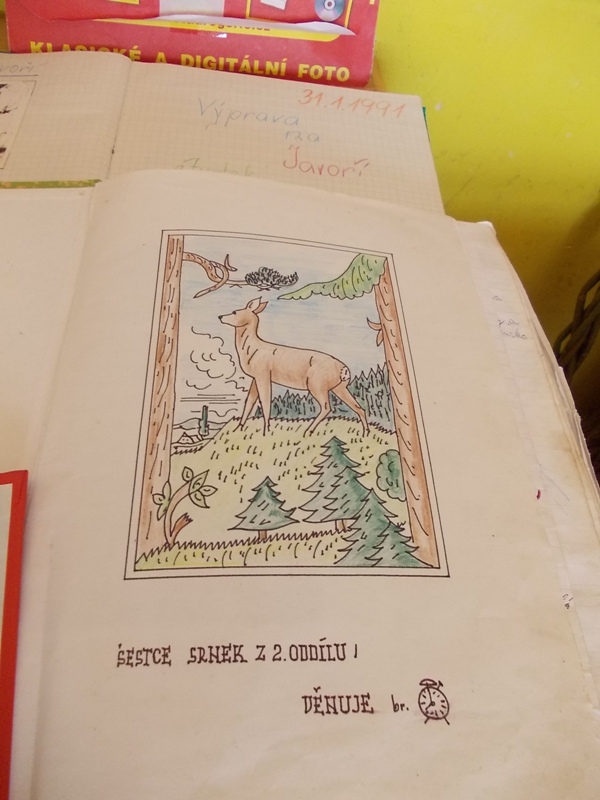 KLASICKÉ A DIGITÁLNÍ FOTO
31.1.1991
Výprava
na
Javoří
ŠESTCE SRNEK Z 2. ODDÍLU!
VĚNUJE br.